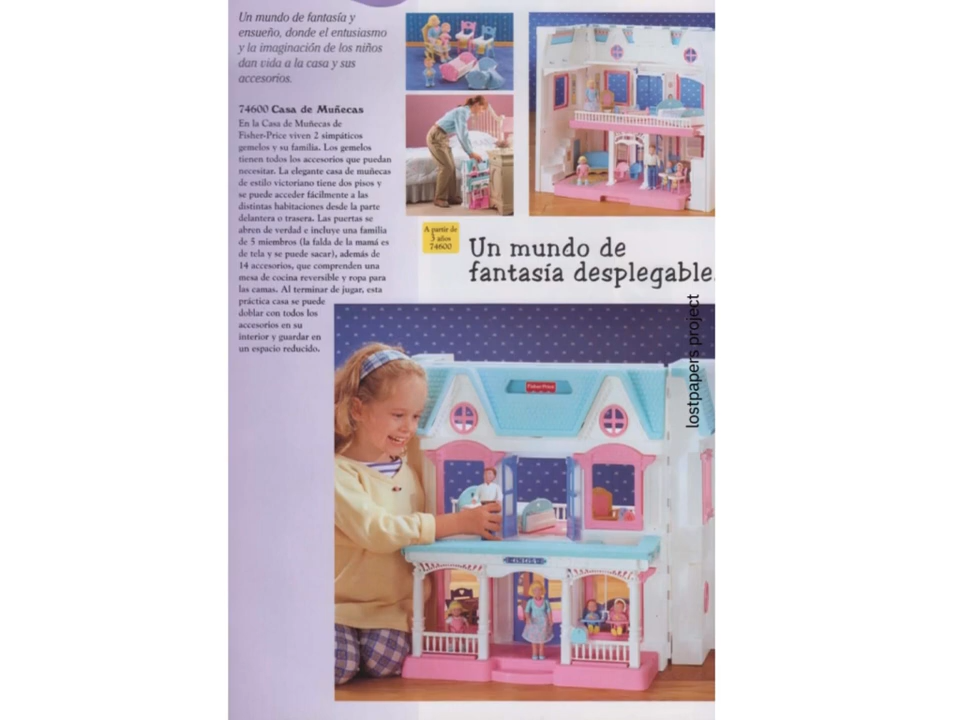 Un mundo de fantasía y
ensueño, donde el entusiasmo
y la imaginación de los niños
dan vida a la casa y sus
accesorios.
74600 Casa de Muñecas
En la Casa de Muñecas de
Fisher-Price viven 2 simpáticos
gemelos y su familia. Los gemelos
tienen todos los accesorios que puedan
necesitar. La elegante casa de muñecas
de estilo victoriano tiene dos pisos y
se puede acceder fácilmente a las
distintas habitaciones desde la parte
delantera o trasera. Las puertas se
abren de verdad e incluye una familia
de 5 miembros (la falda de la mamá es
de tela y se puede sacar), además de
14 accesorios, que comprenden una
mesa de cocina reversible y ropa para
las camas. Al terminar de jugar, esta
práctica casa se puede
doblar con todos los
accesorios en su
interior y guardar en
un espacio reducido.
A partir de
3 años
74600
Un mundo de
fantasía desplegable.
Fisher-Price
lostpapers project